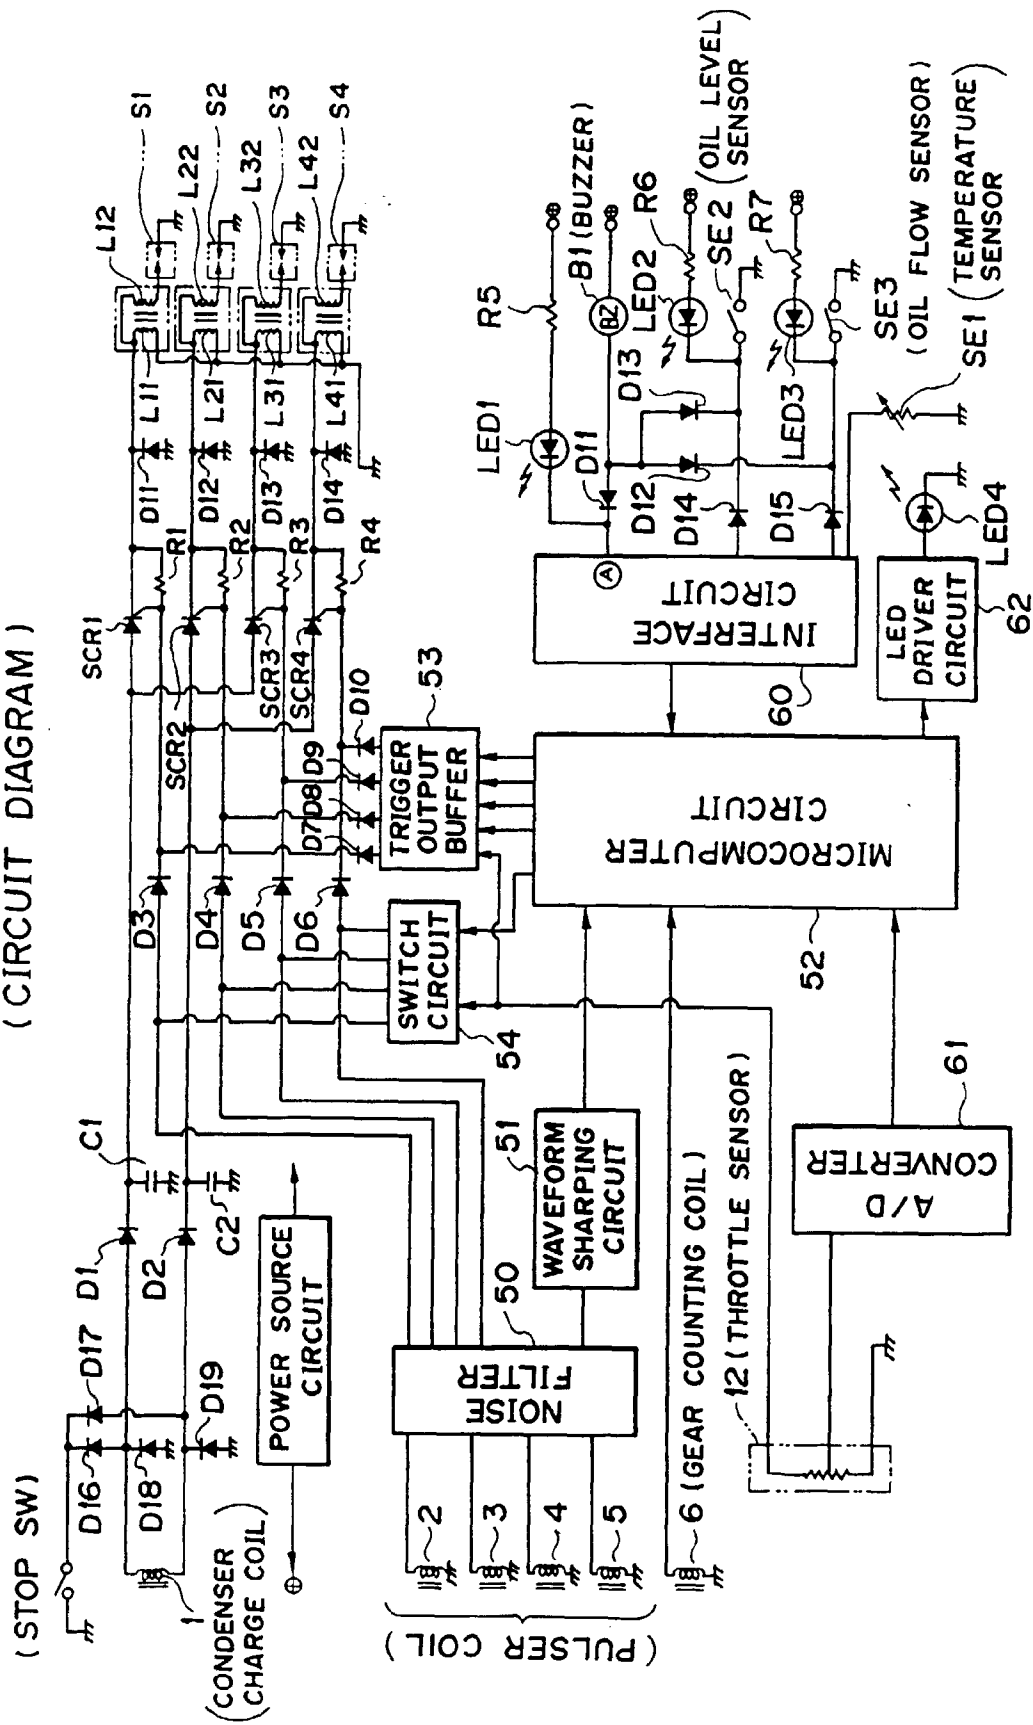 (CIRCUIT DIAGRAM)
(STOP SW)
D16
D17
D18
D19
1
(CONDENSER
CHARGE COIL)
D1
D2
C1
C2
POWER SOURCE
CIRCUIT
D3
D4
D5
D6
SCR1
SCR2
SCR3
SCR4
R1
R2
R3
R4
D11
D12
D13
D14
L11
L12
L21
L22
L31
L32
L41
L42
S1
S2
S3
S4
D7
D8
D9
D10
TRIGGER
OUTPUT
BUFFER
53
SWITCH
CIRCUIT
54
(PULSER COIL)
2
3
4
5
NOISE
FILTER
50
WAVEFORM
SHARPING
CIRCUIT
51
6 (GEAR COUNTING COIL)
12 (THROTTLE SENSOR)
A/D
CONVERTER
61
MICROCOMPUTER
CIRCUIT
52
INTERFACE
CIRCUIT
60
A
LED
DRIVER
CIRCUIT
62
LED4
LED1
R5
D11
BZ
B1 (BUZZER)
D12
D13
D14
D15
LED2
R6
SE2
(OIL LEVEL
SENSOR)
LED3
R7
SE3
(OIL FLOW SENSOR)
SE1 (TEMPERATURE
SENSOR)